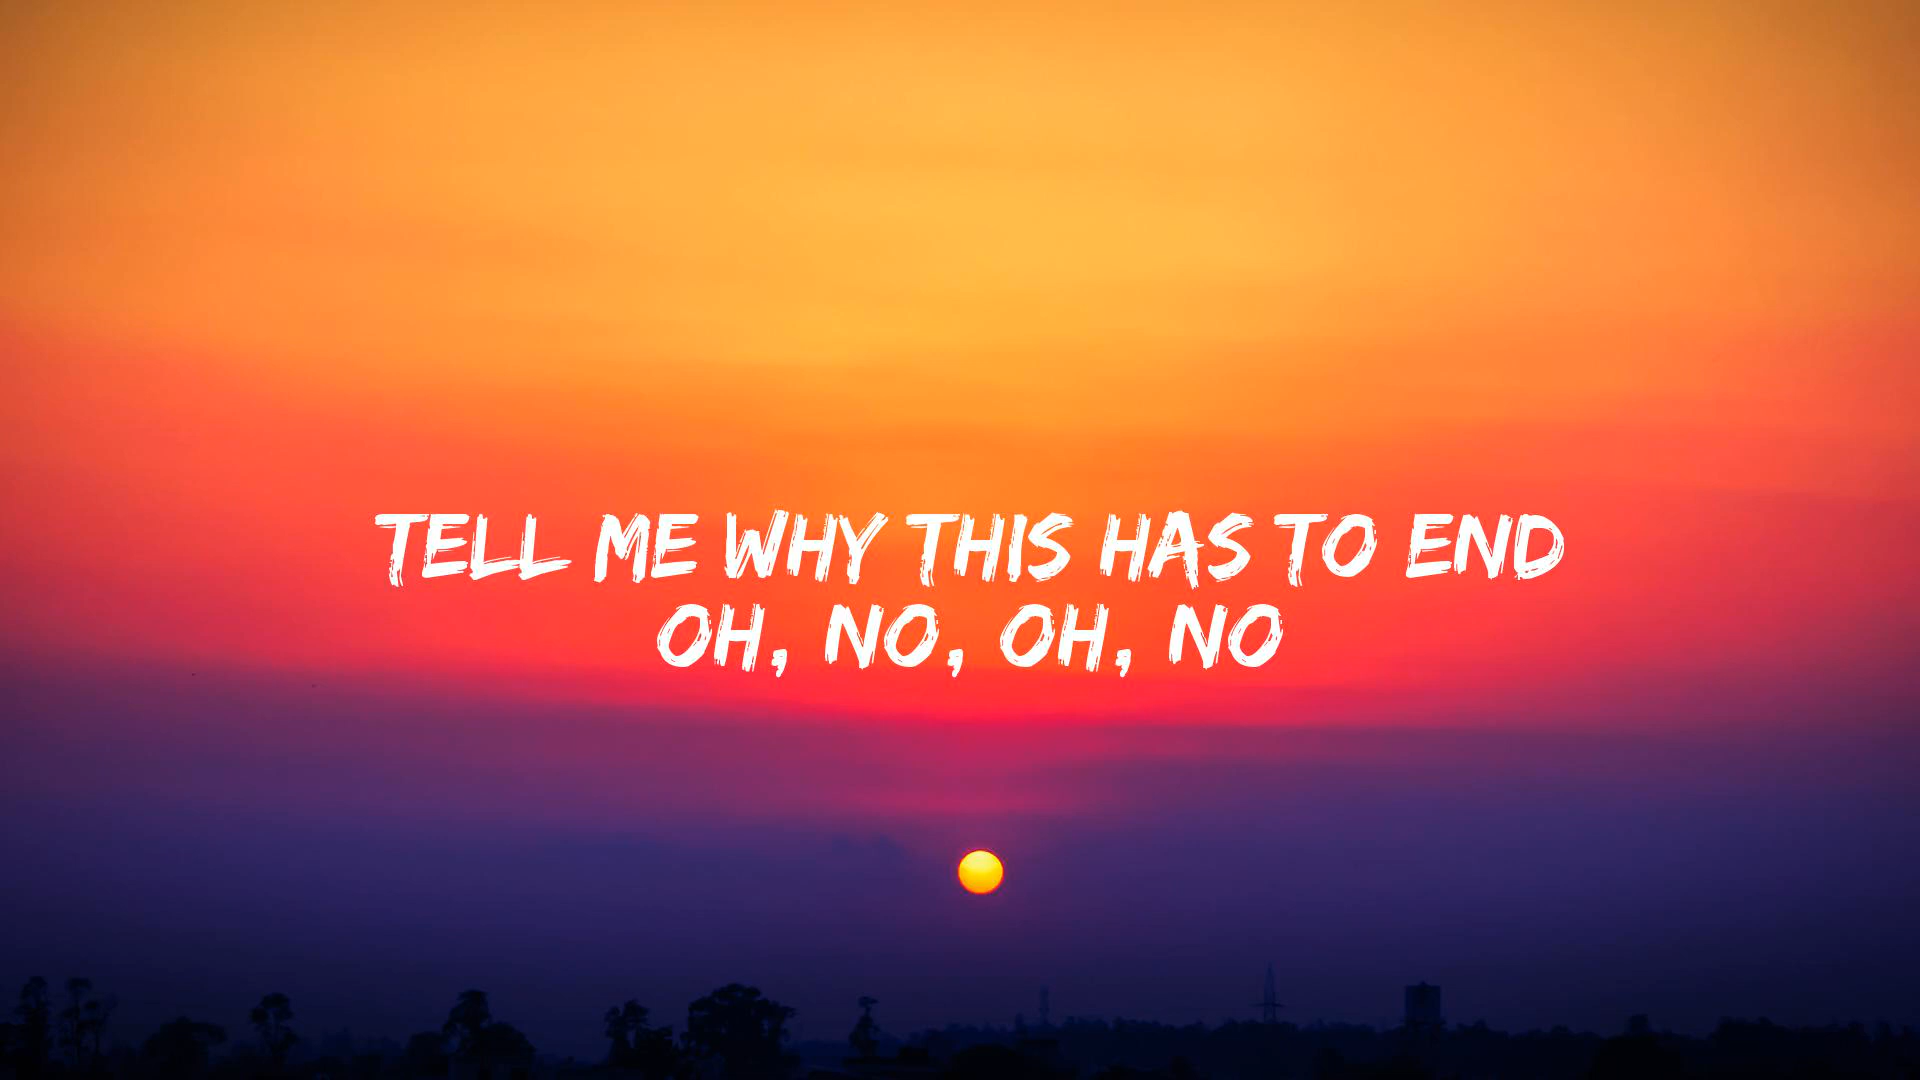 TELL ME WHY THIS HAS TO END
OH, NO, OH, NO